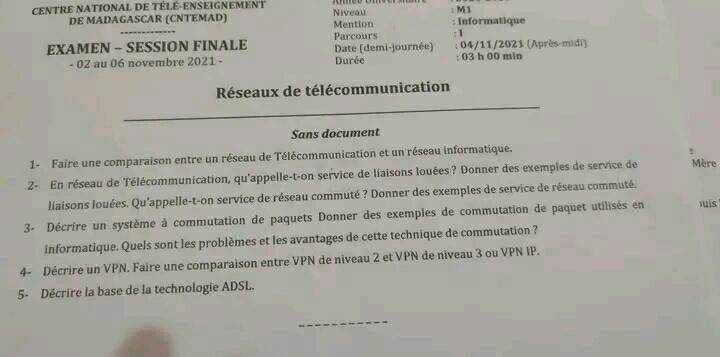 CENTRE NATIONAL DE TÉLÉ-ENSEIGNEMENT
DE MADAGASCAR (CNTEMAD)
------------
EXAMEN – SESSION FINALE
- 02 au 06 novembre 2021 -
Niveau : M1
Mention : Informatique
Parcours : I
Date (demi-journée) : 04/11/2021 (Après-midi)
Durée : 03 h 00 min
Réseaux de télécommunication
Sans document
1- Faire une comparaison entre un réseau de Télécommunication et un réseau informatique.
2- En réseau de Télécommunication, qu'appelle-t-on service de liaisons louées ? Donner des exemples de service de
liaisons louées. Qu'appelle-t-on service de réseau commuté ? Donner des exemples de service de réseau commuté.
3- Décrire un système à commutation de paquets Donner des exemples de commutation de paquet utilisés en
informatique. Quels sont les problèmes et les avantages de cette technique de commutation ?
4- Décrire un VPN. Faire une comparaison entre VPN de niveau 2 et VPN de niveau 3 ou VPN IP.
5- Décrire la base de la technologie ADSL.
-----------
Mère